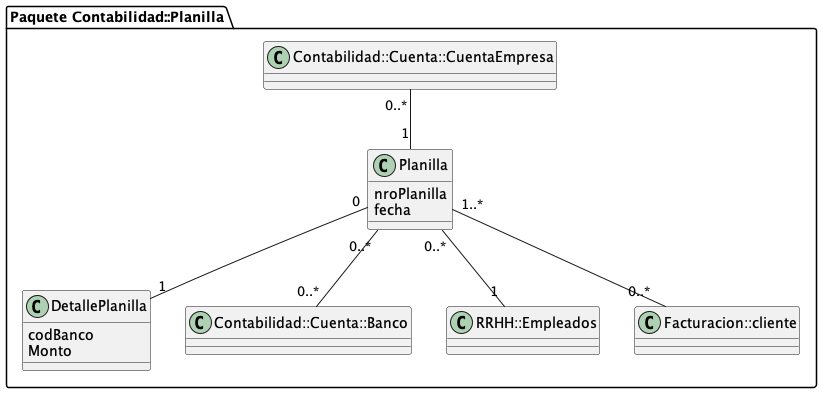 Paquete Contabilidad::Planilla
C Contabilidad::Cuenta::CuentaEmpresa
0..*
1
C Planilla
nroPlanilla
fecha
0
1..*
0..*
0..*
1
0..*
1
0..*
C DetallePlanilla
codBanco
Monto
C Contabilidad::Cuenta::Banco
C RRHH::Empleados
C Facturacion::cliente